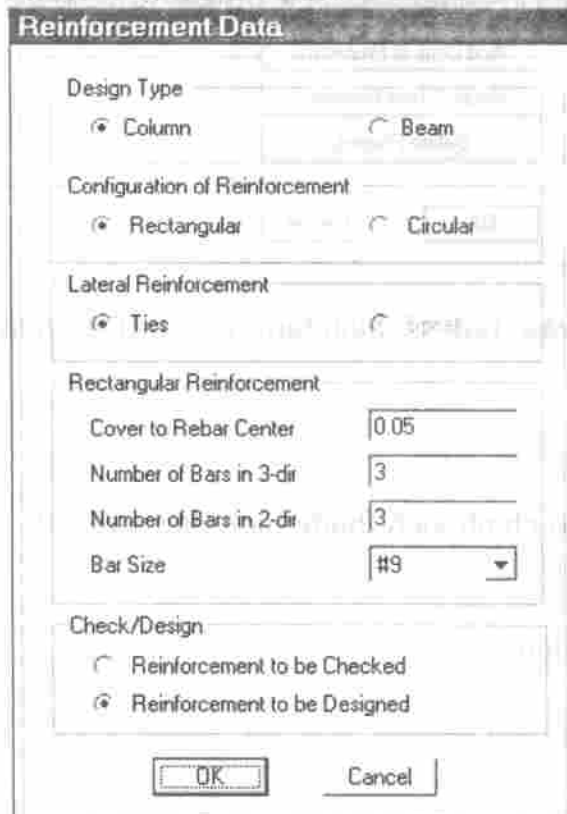 Reinforcement Data
Design Type
Column Beam
Configuration of Reinforcement
Rectangular Circular
Lateral Reinforcement
Ties
Rectangular Reinforcement
Cover to Rebar Center 0.05
Number of Bars in 3-dir 3
Number of Bars in 2-dir 3
Bar Size #9
Check/Design
Reinforcement to be Checked
Reinforcement to be Designed
OK Cancel